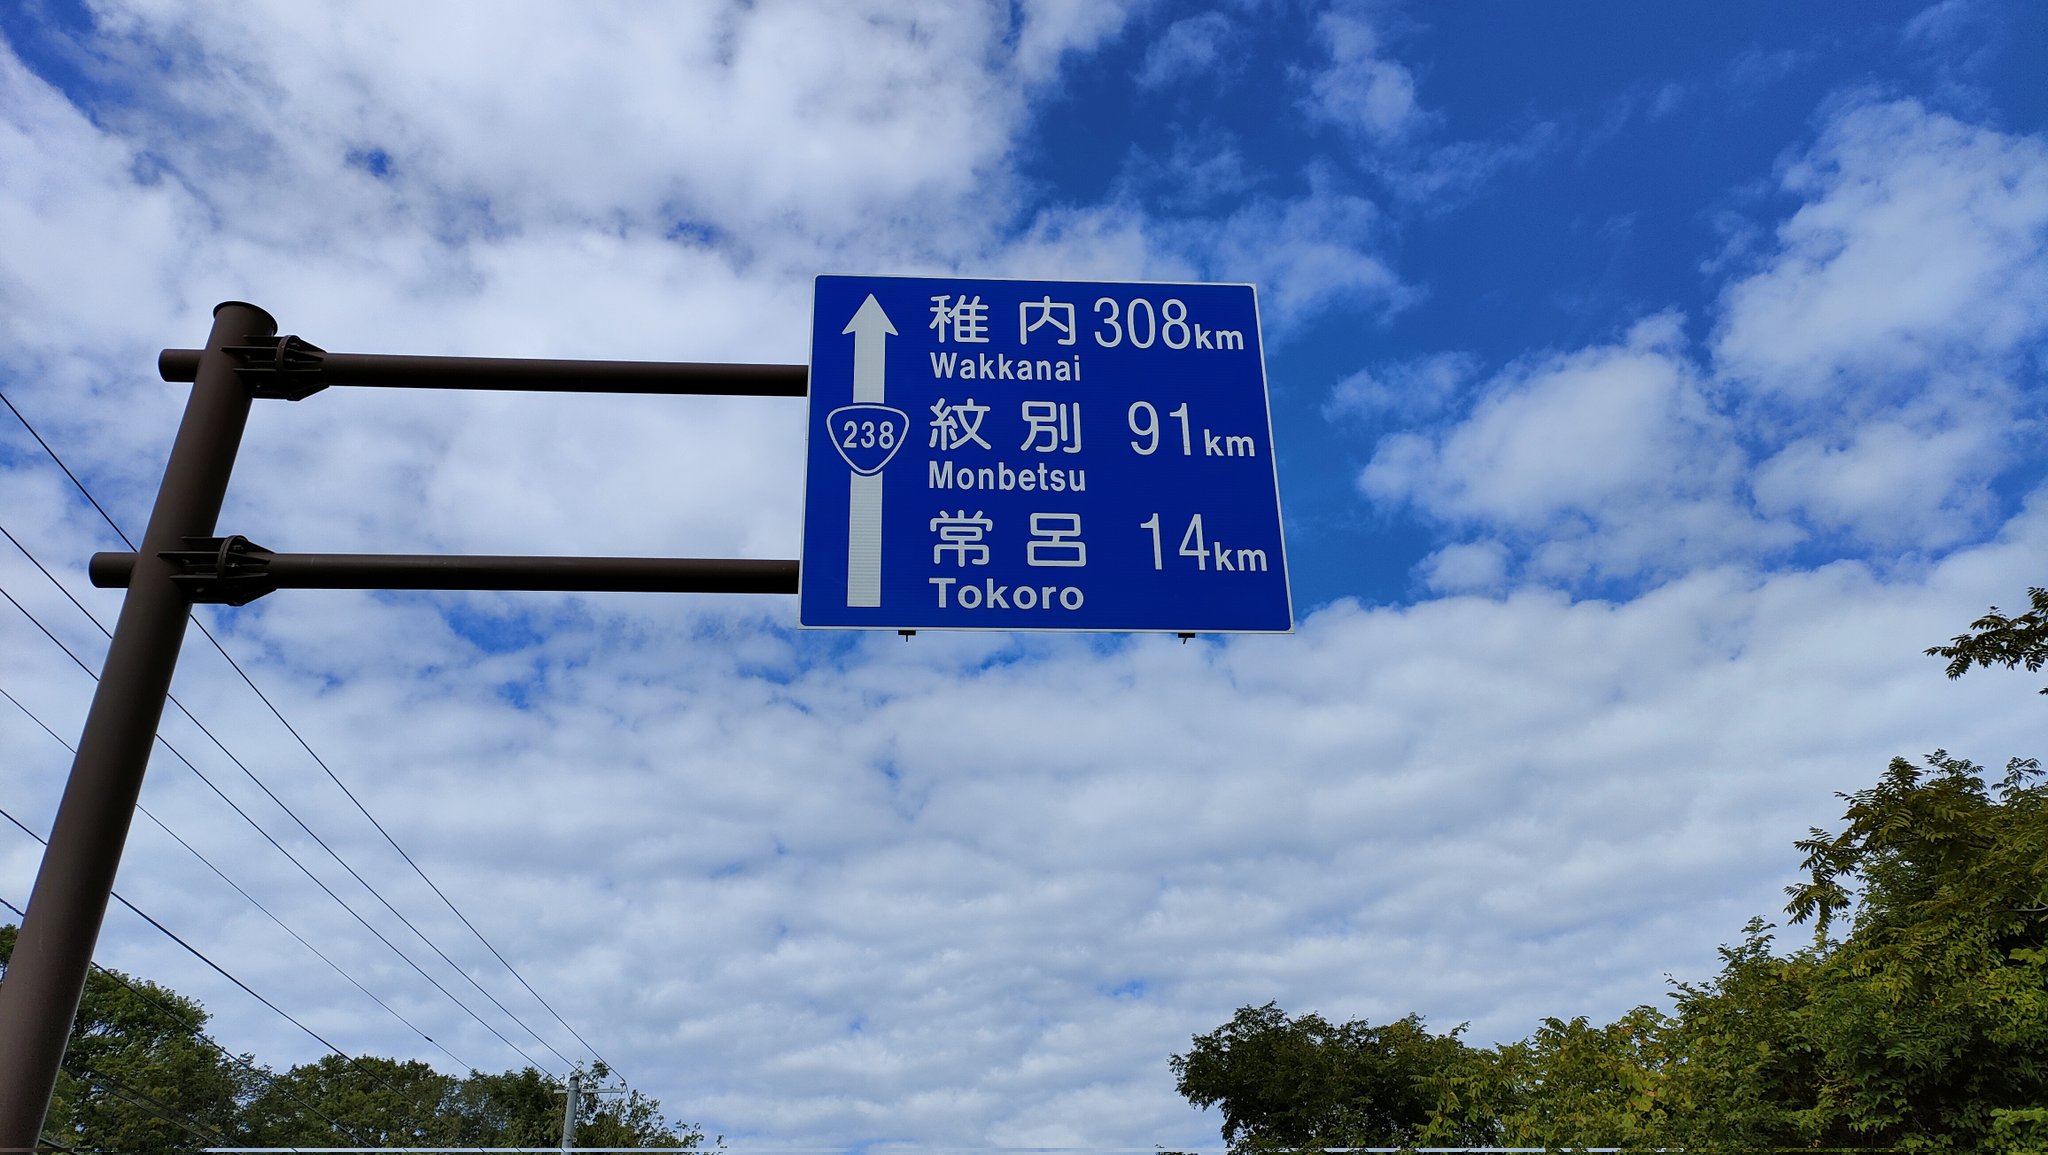 稚内 308km
Wakkanai
238
紋別 91km
Monbetsu
常呂 14km
Tokoro